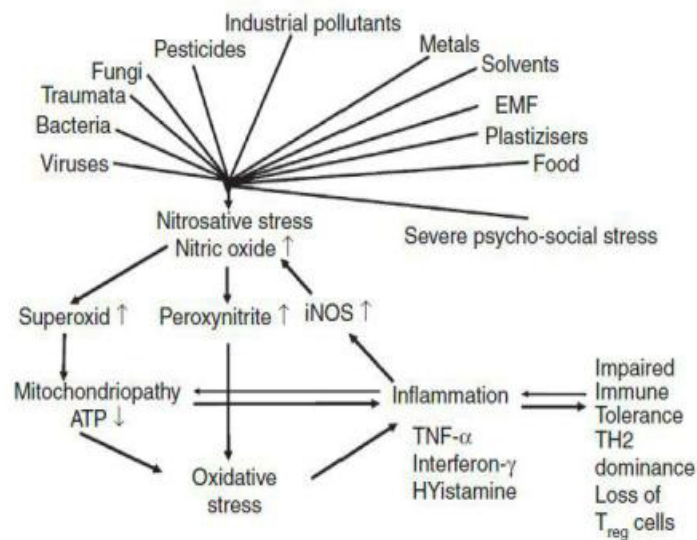 Industrial pollutants
Pesticides
Metals
Fungi
Solvents
Traumata
EMF
Bacteria
Plastizisers
Viruses
Food
Nitrosative stress
Nitric oxide ↑
Severe psycho-social stress
Superoxid ↑
Peroxynitrite ↑
iNOS ↑
Mitochondriopathy
ATP ↓
Inflammation
TNF-α
Interferon-γ
HYistamine
Impaired
Immune
Tolerance
TH2
dominance
Loss of
Treg cells
Oxidative
stress